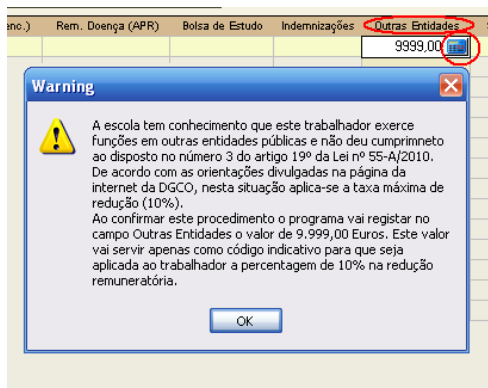 enc.) Rem. Doença (APR) Bolsa de Estudo Indemnizações Outras Entidades
9999,00
Warning
A escola tem conhecimento que este trabalhador exerce
funções em outras entidades públicas e não deu cumprimneto
ao disposto no número 3 do artigo 19º da Lei nº 55-A/2010.
De acordo com as orientações divulgadas na página da
internet da DGCO, nesta situação aplica-se a taxa máxima de
redução (10%).
Ao confirmar este procedimento o programa vai registar no
campo Outras Entidades o valor de 9.999,00 Euros. Este valor
vai servir apenas como código indicativo para que seja
aplicada ao trabalhador a percentagem de 10% na redução
remuneratória.
OK